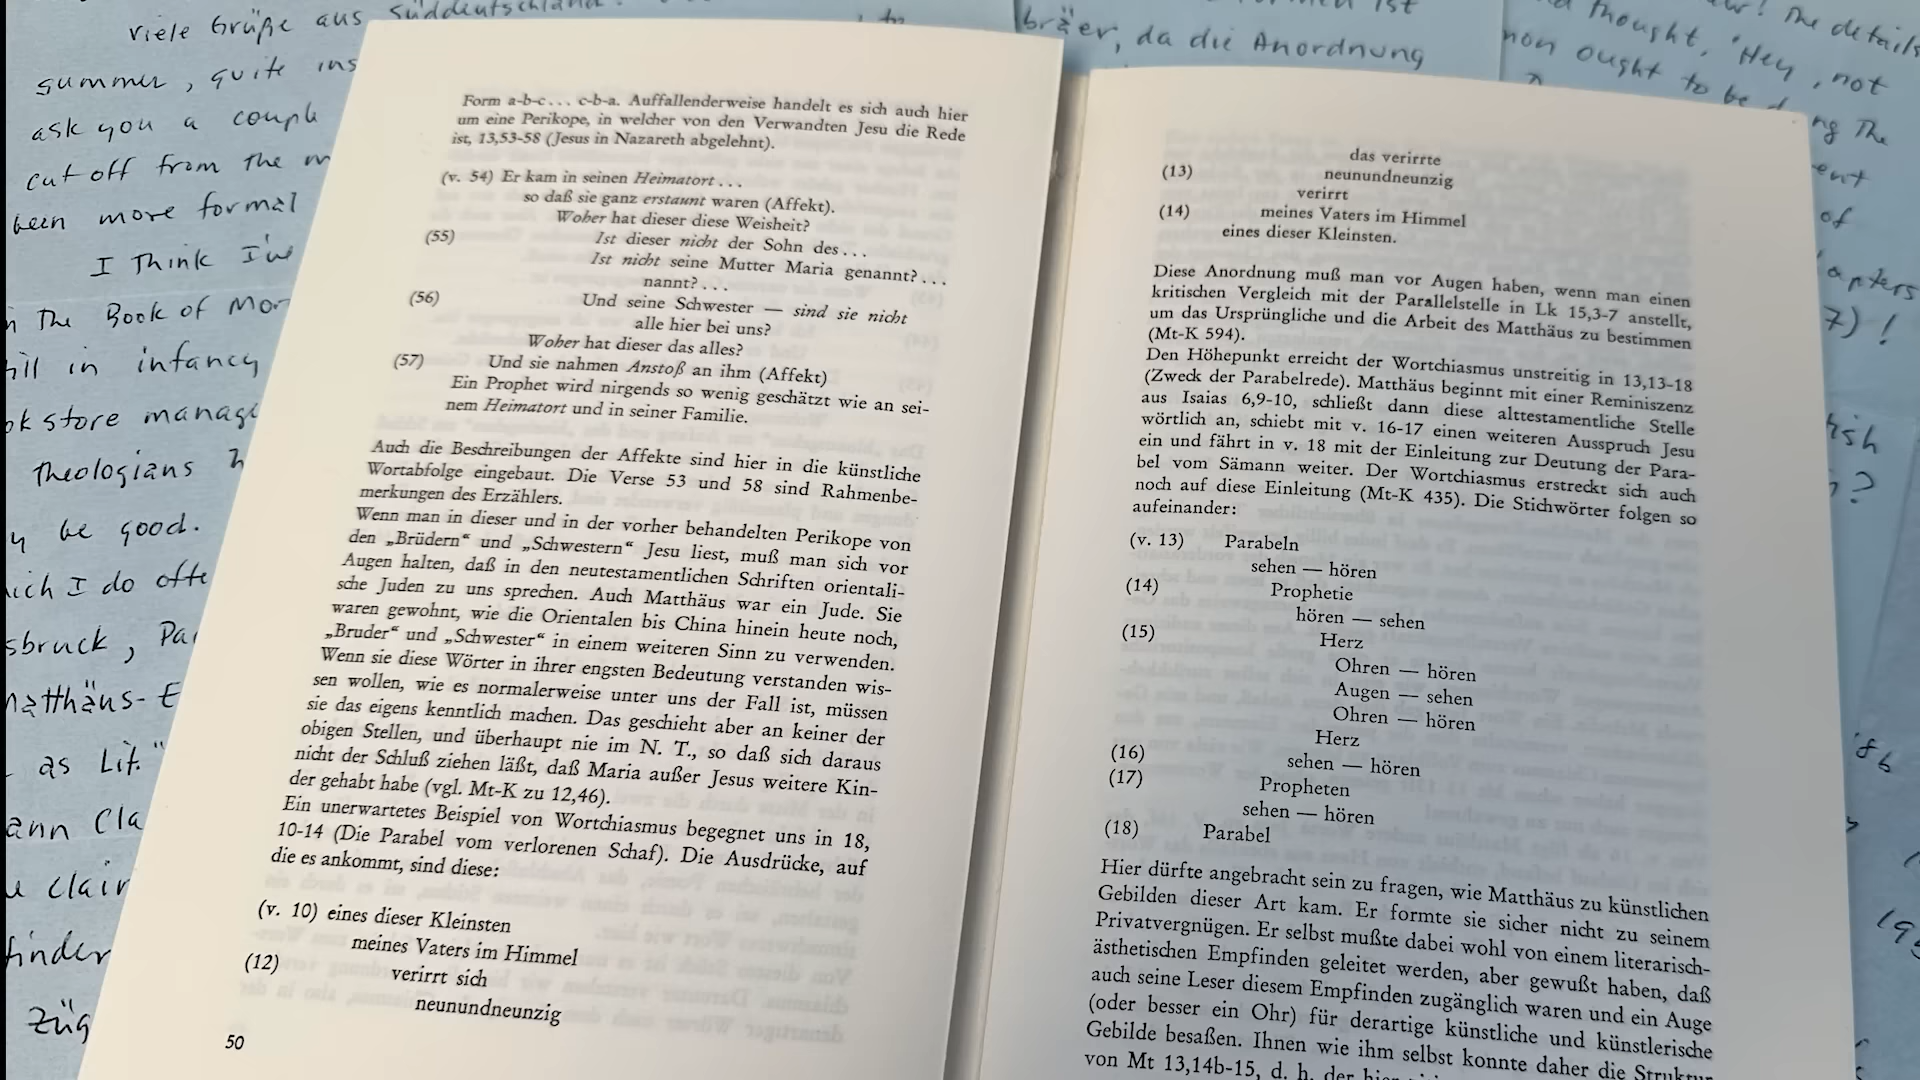 viele Grüße aus Süddeutschland.
summer, quite ins
ask you a coupl
cut off from the m
been more formal
I think I've
The Book of Mor
in infancy
store manag
Theologians
be good.
I do ofte
sbruck, Pa
Matthäus-E
as Lit."
ann Cla
clair
finder
Züg
Form a-b-c... c-b-a. Auffallenderweise handelt es sich auch hier
um eine Perikope, in welcher von den Verwandten Jesu die Rede
ist, 13,53-58 (Jesus in Nazareth abgelehnt).
(v. 54) Er kam in seinen Heimatort...
so daß sie ganz erstaunt waren (Affekt).
Woher hat dieser diese Weisheit?
(55) Ist dieser nicht der Sohn des...
Ist nicht seine Mutter Maria genannt?...
nannt?...
(56) Und seine Schwester — sind sie nicht
alle hier bei uns?
Woher hat dieser das alles?
(57) Und sie nahmen Anstoß an ihm (Affekt)
Ein Prophet wird nirgends so wenig geschätzt wie an sei-
nem Heimatort und in seiner Familie.
Auch die Beschreibungen der Affekte sind hier in die künstliche
Wortabfolge eingebaut. Die Verse 53 und 58 sind Rahmenbe-
merkungen des Erzählers.
Wenn man in dieser und in der vorher behandelten Perikope von
den „Brüdern“ und „Schwestern“ Jesu liest, muß man sich vor
Augen halten, daß in den neutestamentlichen Schriften orientali-
sche Juden zu uns sprechen. Auch Matthäus war ein Jude. Sie
waren gewohnt, wie die Orientalen bis China hinein heute noch,
„Bruder“ und „Schwester“ in einem weiteren Sinn zu verwenden.
Wenn sie diese Wörter in ihrer engsten Bedeutung verstanden wis-
sen wollen, wie es normalerweise unter uns der Fall ist, müssen
sie das eigens kenntlich machen. Das geschieht aber an keiner der
obigen Stellen, und überhaupt nie im N. T., so daß sich daraus
nicht der Schluß ziehen läßt, daß Maria außer Jesus weitere Kin-
der gehabt habe (vgl. Mt-K zu 12,46).
Ein unerwartetes Beispiel von Wortchiasmus begegnet uns in 18,
10-14 (Die Parabel vom verlorenen Schaf). Die Ausdrücke, auf
die es ankommt, sind diese:
(v. 10) eines dieser Kleinsten
meines Vaters im Himmel
(12) verirrt sich
neunundneunzig
50
bräer, da die Anordnung
das verirrte
(13) neunundneunzig
verirrt
(14) meines Vaters im Himmel
eines dieser Kleinsten.
Diese Anordnung muß man vor Augen haben, wenn man einen
kritischen Vergleich mit der Parallelstelle in Lk 15,3-7 anstellt,
um das Ursprüngliche und die Arbeit des Matthäus zu bestimmen
(Mt-K 594).
Den Höhepunkt erreicht der Wortchiasmus unstreitig in 13,13-18
(Zweck der Parabelrede). Matthäus beginnt mit einer Reminiszenz
aus Isaias 6,9-10, schließt dann diese alttestamentliche Stelle
wörtlich an, schiebt mit v. 16-17 einen weiteren Ausspruch Jesu
ein und fährt in v. 18 mit der Einleitung zur Deutung der Para-
bel vom Sämann weiter. Der Wortchiasmus erstreckt sich auch
noch auf diese Einleitung (Mt-K 435). Die Stichwörter folgen so
aufeinander:
(v. 13) Parabeln
sehen — hören
(14) Prophetie
hören — sehen
(15) Herz
Ohren — hören
Augen — sehen
Ohren — hören
Herz
(16) sehen — hören
(17) Propheten
sehen — hören
(18) Parabel
Hier dürfte angebracht sein zu fragen, wie Matthäus zu künstlichen
Gebilden dieser Art kam. Er formte sie sicher nicht zu seinem
Privatvergnügen. Er selbst mußte dabei wohl von einem literarisch-
ästhetischen Empfinden geleitet werden, aber gewußt haben, daß
auch seine Leser diesem Empfinden zugänglich waren und ein Auge
(oder besser ein Ohr) für derartige künstliche und künstlerische
Gebilde besaßen. Ihnen wie ihm selbst konnte daher die Struktur
von Mt 13,14b-15, d. h. der hier
The details
thought, "Hey, not
ought to be
The
of
7)!